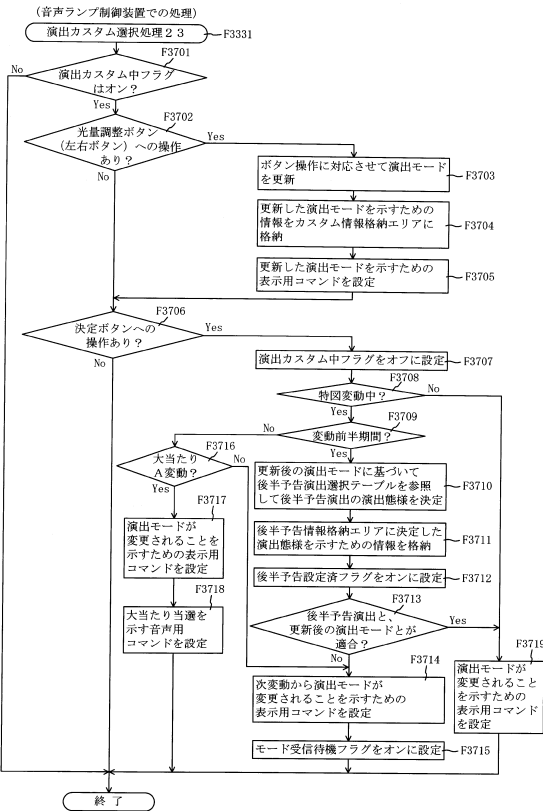 (音声ランプ制御装置での処理)
演出カスタム選択処理23
F3331
F3701
No
演出カスタム中フラグ
はオン?
Yes
F3702
光量調整ボタン
(左右ボタン)への操作
あり?
Yes
No
ボタン操作に対応させて演出モード
を更新
F3703
更新した演出モードを示すための
情報をカスタム情報格納エリアに
格納
F3704
更新した演出モードを示すための
表示用コマンドを設定
F3705
F3706
決定ボタンへの
操作あり?
Yes
No
演出カスタム中フラグをオフに設定
F3707
F3708
特図変動中?
No
Yes
F3709
変動前半期間?
No
Yes
F3716
大当たり
A変動?
No
Yes
更新後の演出モードに基づいて
後半予告演出選択テーブルを参照
して後半予告演出の演出態様を決定
F3710
F3717
演出モードが
変更されることを
示すための表示用
コマンドを設定
後半予告情報格納エリアに決定した
演出態様を示すための情報を格納
F3711
後半予告設定済フラグをオンに設定
F3712
F3718
大当たり当選を
示す音声用
コマンドを設定
F3713
後半予告演出と、
更新後の演出モードとが
適合?
Yes
No
F3714
次変動から演出モードが
変更されることを示すための
表示用コマンドを設定
F3719
演出モードが
変更されること
を示すための
表示用コマンド
を設定
モード受信待機フラグをオンに設定
F3715
終了